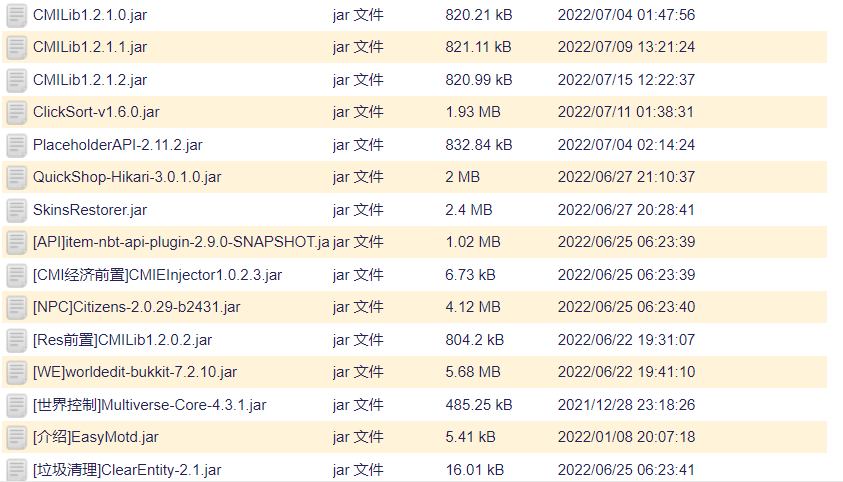 CMILib1.2.1.0.jar jar 文件 820.21 kB 2022/07/04 01:47:56
CMILib1.2.1.1.jar jar 文件 821.11 kB 2022/07/09 13:21:24
CMILib1.2.1.2.jar jar 文件 820.99 kB 2022/07/15 12:22:37
ClickSort-v1.6.0.jar jar 文件 1.93 MB 2022/07/11 01:38:31
PlaceholderAPI-2.11.2.jar jar 文件 832.84 kB 2022/07/04 02:14:24
QuickShop-Hikari-3.0.1.0.jar jar 文件 2 MB 2022/06/27 21:10:37
SkinsRestorer.jar jar 文件 2.4 MB 2022/06/27 20:28:41
[API]item-nbt-api-plugin-2.9.0-SNAPSHOT.ja jar 文件 1.02 MB 2022/06/25 06:23:39
[CMI经济前置]CMIEInjector1.0.2.3.jar jar 文件 6.73 kB 2022/06/25 06:23:39
[NPC]Citizens-2.0.29-b2431.jar jar 文件 4.12 MB 2022/06/25 06:23:40
[Res前置]CMILib1.2.0.2.jar jar 文件 804.2 kB 2022/06/22 19:31:07
[WE]worldedit-bukkit-7.2.10.jar jar 文件 5.68 MB 2022/06/22 19:41:10
[世界控制]Multiverse-Core-4.3.1.jar jar 文件 485.25 kB 2021/12/28 23:18:26
[介绍]EasyMotd.jar jar 文件 5.41 kB 2022/01/08 20:07:18
[垃圾清理]ClearEntity-2.1.jar jar 文件 16.01 kB 2022/06/25 06:23:41